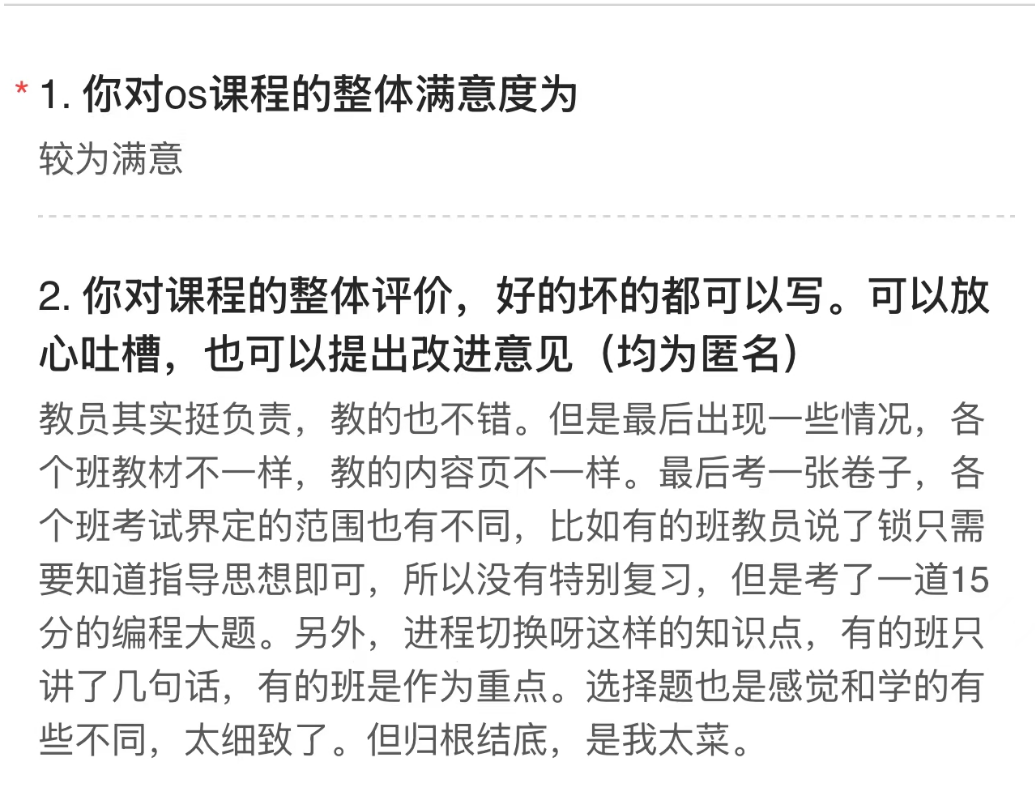 * 1. 你对os课程的整体满意度为
较为满意
2. 你对课程的整体评价，好的坏的都可以写。可以放
心吐槽，也可以提出改进意见（均为匿名）
教员其实挺负责，教的也不错。但是最后出现一些情况，各
个班教材不一样，教的内容页不一样。最后考一张卷子，各
个班考试界定的范围也有不同，比如有的班教员说了锁只需
要知道指导思想即可，所以没有特别复习，但是考了一道15
分的编程大题。另外，进程切换呀这样的知识点，有的班只
讲了几句话，有的班是作为重点。选择题也是感觉和学的有
些不同，太细致了。但归根结底，是我太菜。